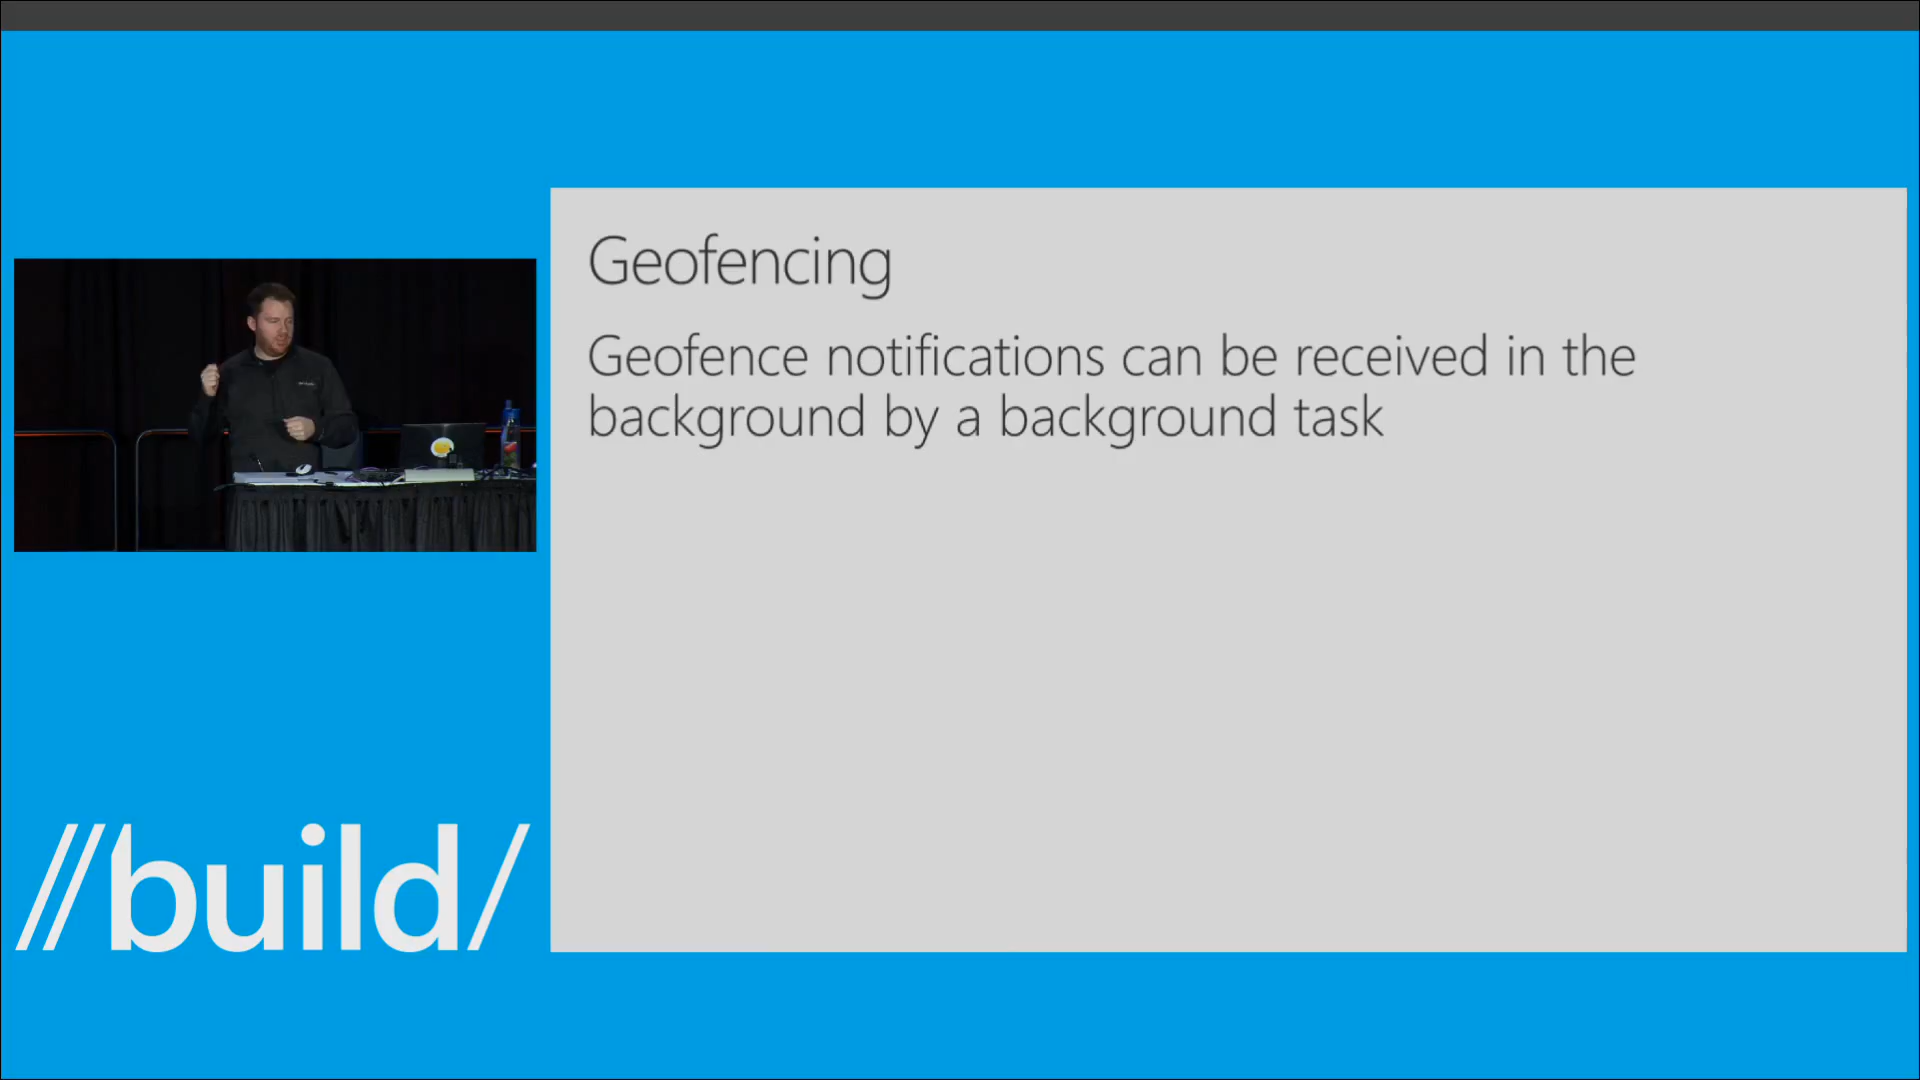 Geofencing
Geofence notifications can be received in the
background by a background task
//build/